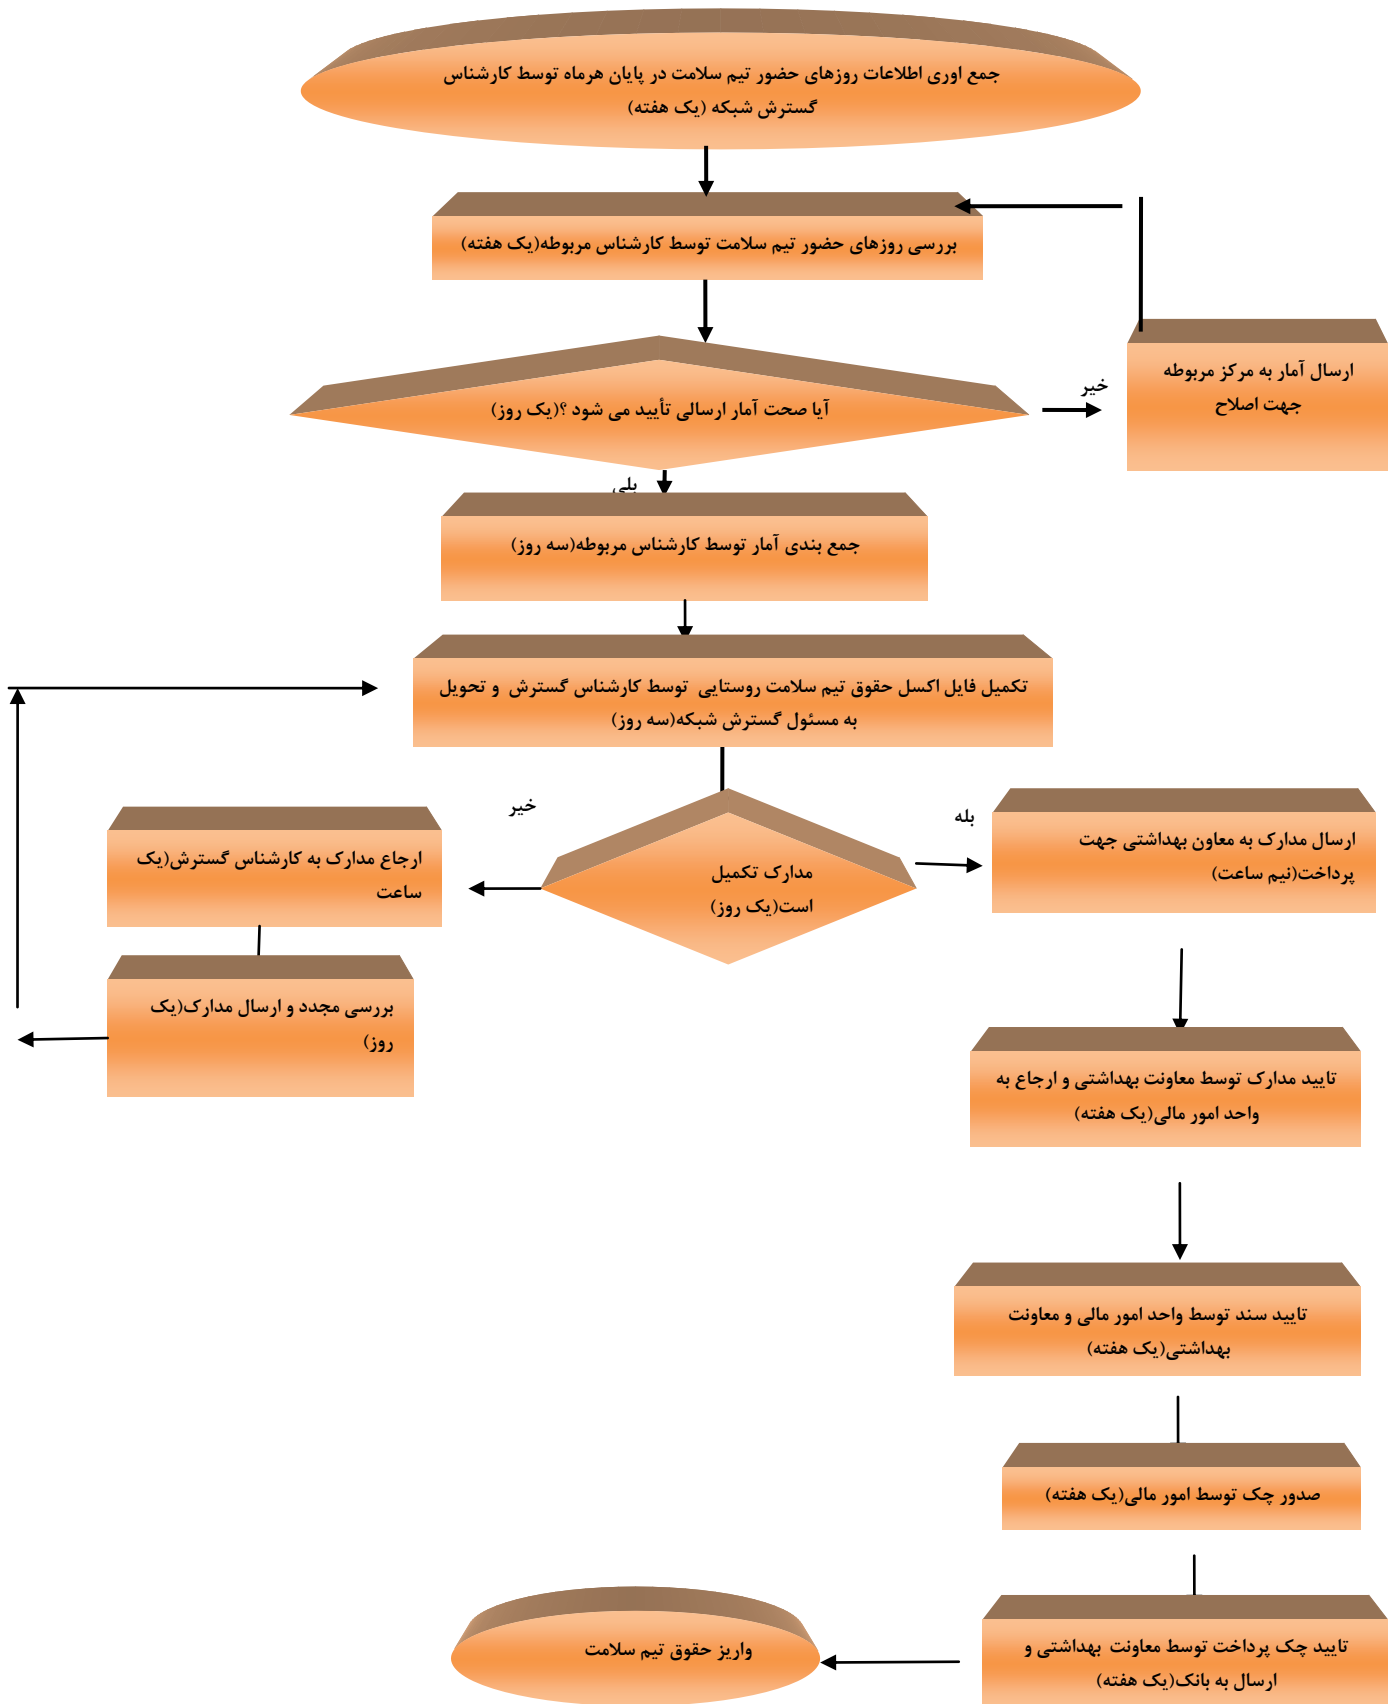 جمع اوری اطلاعات روزهای حضور تیم سلامت در پایان هرماه توسط کارشناس
گسترش شبکه (یک هفته)
بررسی روزهای حضور تیم سلامت توسط کارشناس مربوطه(یک هفته)
ارسال آمار به مرکز مربوطه
جهت اصلاح
خیر
آیا صحت آمار ارسالی تأیید می شود ؟(یک روز)
بلی
جمع بندی آمار توسط کارشناس مربوطه(سه روز)
تکمیل فایل اکسل حقوق تیم سلامت روستایی توسط کارشناس گسترش و تحویل
به مسئول گسترش شبکه(سه روز)
بله
خیر
ارسال مدارک به معاون بهداشتی جهت
پرداخت(نیم ساعت)
مدارک تکمیل
است(یک روز)
ارجاع مدارک به کارشناس گسترش(یک
ساعت
بررسی مجدد و ارسال مدارک(یک
روز)
تایید مدارک توسط معاونت بهداشتی و ارجاع به
واحد امور مالی(یک هفته)
تایید سند توسط واحد امور مالی و معاونت
بهداشتی(یک هفته)
صدور چک توسط امور مالی(یک هفته)
تایید چک پرداخت توسط معاونت بهداشتی و
ارسال به بانک(یک هفته)
واریز حقوق تیم سلامت